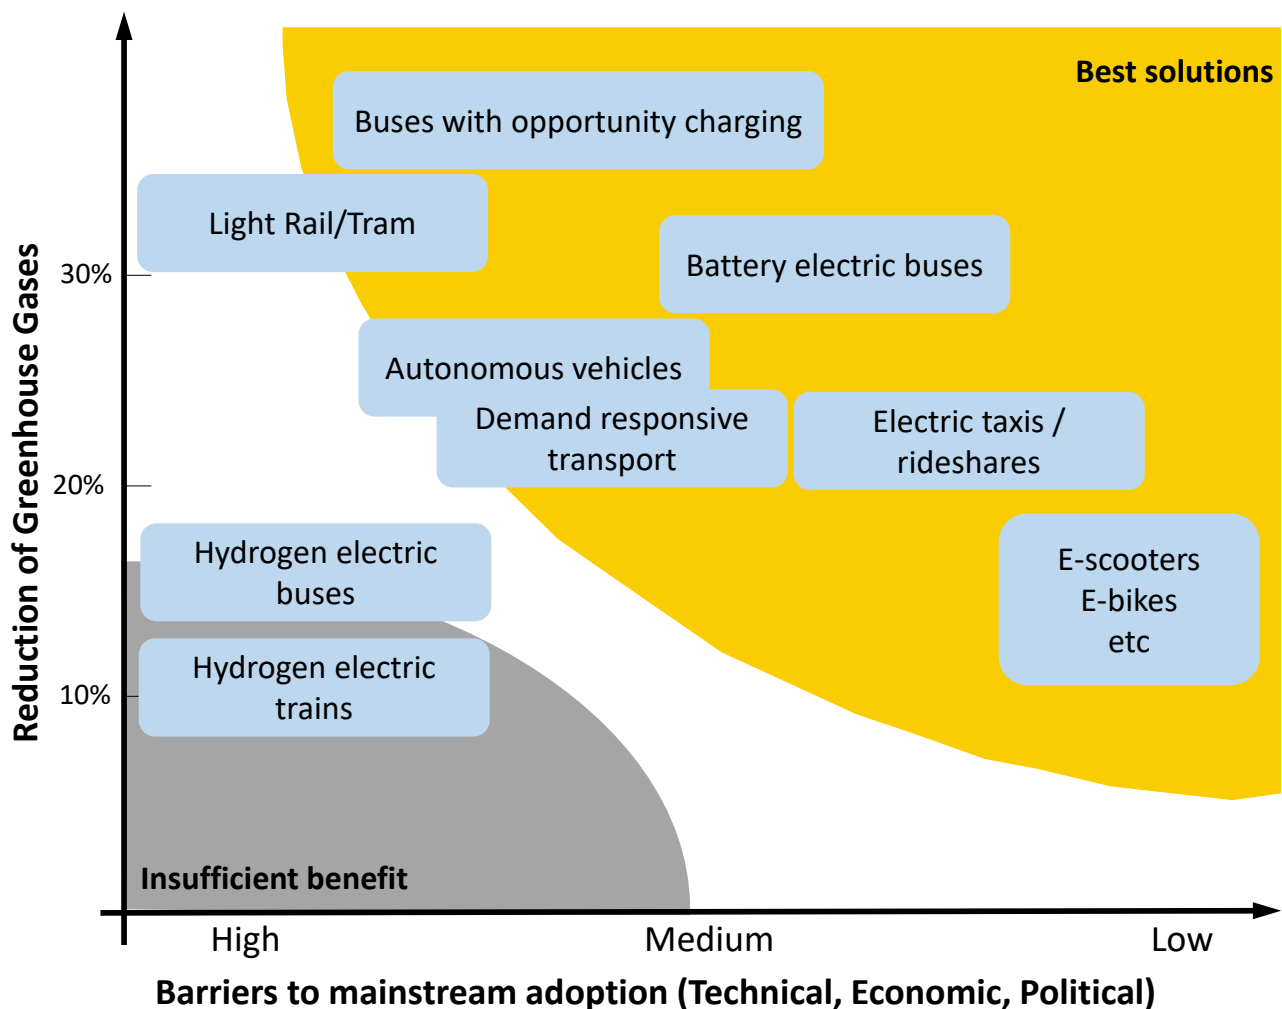 Best solutions
Buses with opportunity charging
Light Rail/Tram
Battery electric buses
30%
Autonomous vehicles
Demand responsive
transport
Electric taxis /
rideshares
20%
Hydrogen electric
buses
E-scooters
E-bikes
etc
Hydrogen electric
trains
10%
Insufficient benefit
Reduction of Greenhouse Gases
High
Medium
Low
Barriers to mainstream adoption (Technical, Economic, Political)